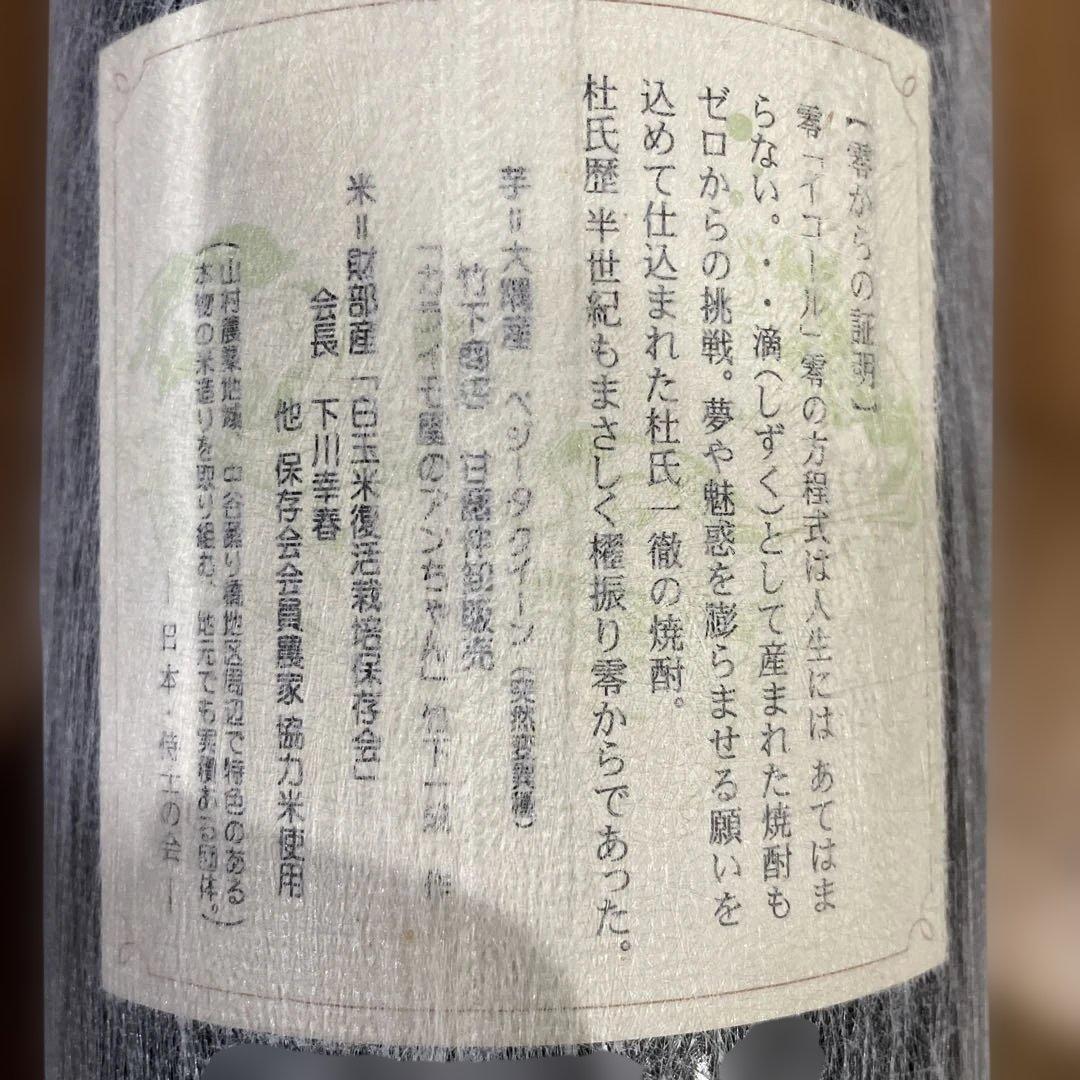 【零からの証明】
零「イコール」零の方程式は人生には あてはま
らない。・・滴(しずく)として産まれた焼酎も
ゼロからの挑戦。夢や魅惑を膨らませる願いを
込めて仕込まれた杜氏一徹の焼酎。
杜氏歴 半世紀もまさしく櫂振り零からであった。
芋=大隅産 ベジータクイーン(突然変異種)
竹下商店 甘藷卸販売
「カライモ屋のアンちゃん」竹下一 作
米=財部産「白玉米復活栽培保存会」
会長 下川幸春
他 保存会会員農家 協力米使用
(山村農業地域、中谷踊り橋地区周辺で特色のある
本物の米造りを取り組む、地元でも実積ある団体。)
―日本・侍士の会―